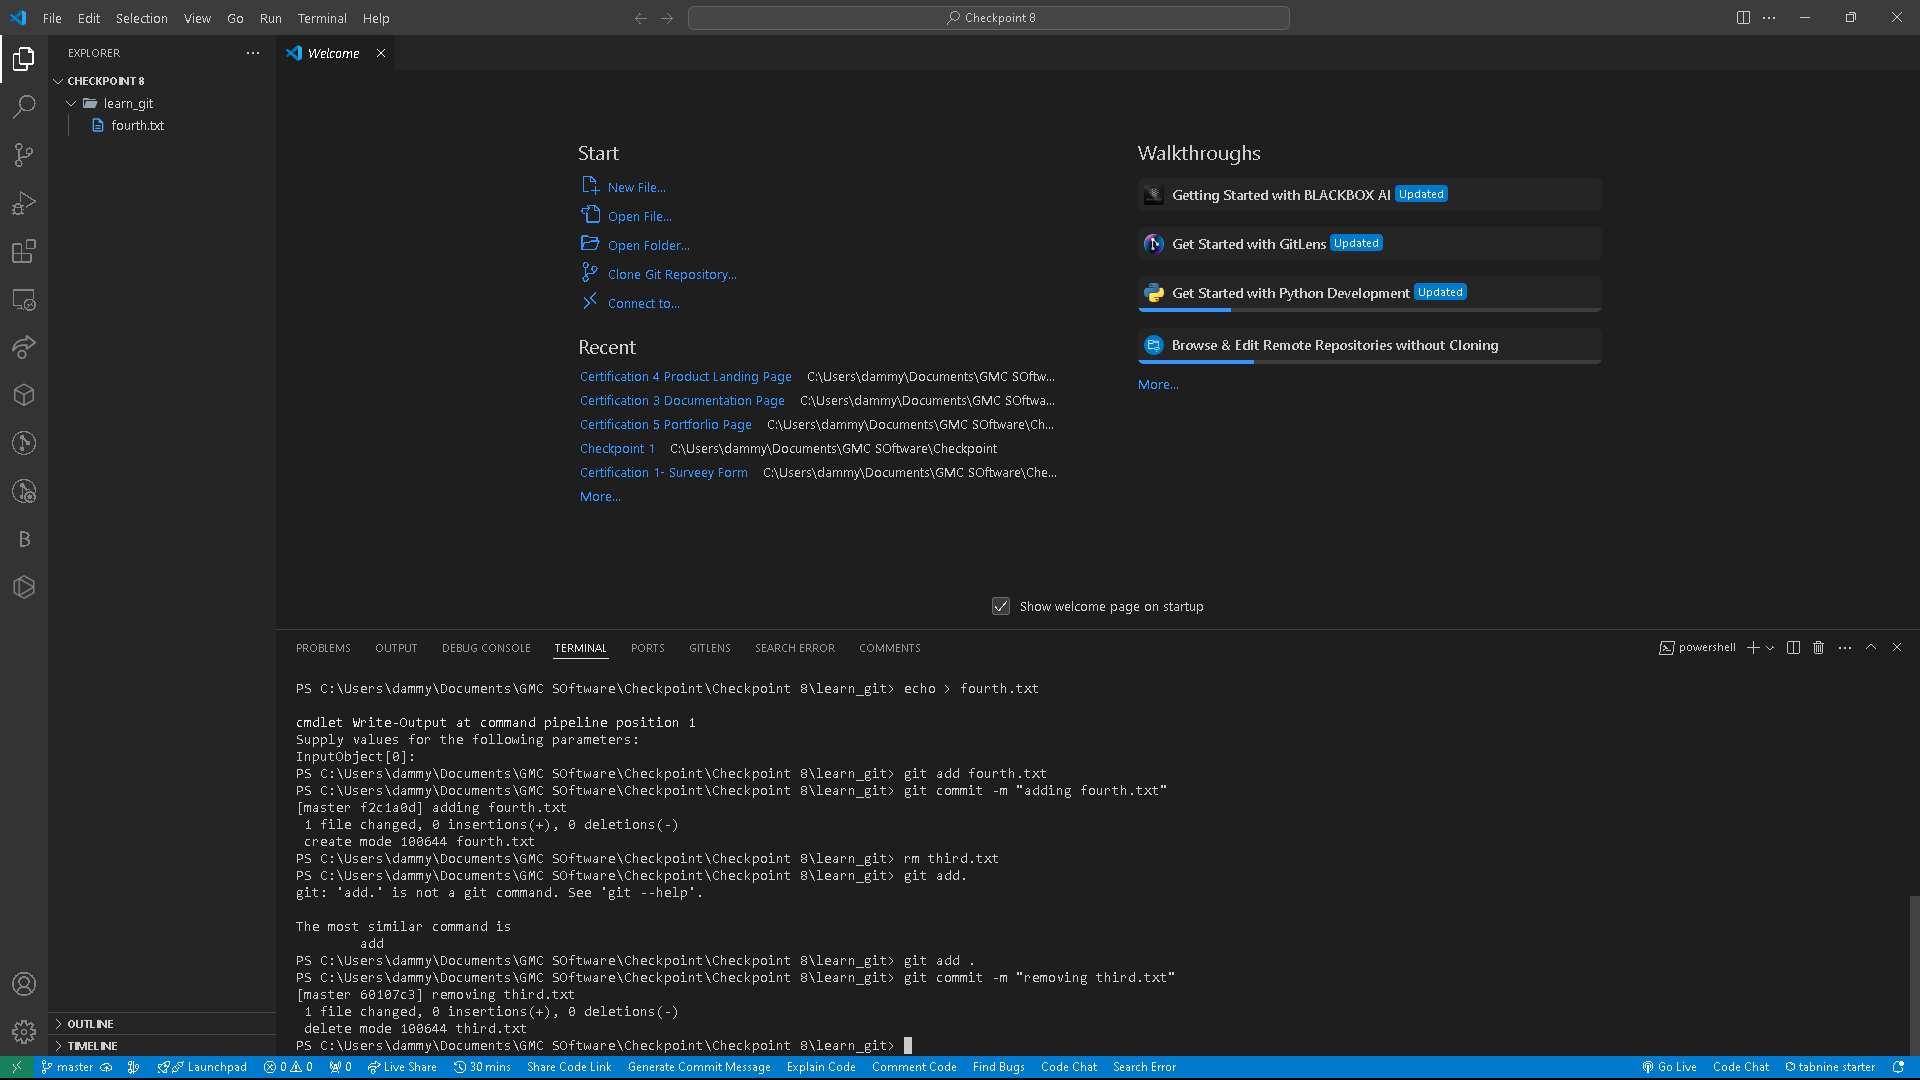 File Edit Selection View Go Run Terminal Help
Checkpoint 8
EXPLORER
Welcome
CHECKPOINT 8
learn_git
fourth.txt
Start
New File...
Open File...
Open Folder...
Clone Git Repository...
Connect to...
Recent
Certification 4 Product Landing Page C:\Users\dammy\Documents\GMC SOftw...
Certification 3 Documentation Page C:\Users\dammy\Documents\GMC SOftwa...
Certification 5 Portforlio Page C:\Users\dammy\Documents\GMC SOftware\Ch...
Checkpoint 1 C:\Users\dammy\Documents\GMC SOftware\Checkpoint
Certification 1- Surveey Form C:\Users\dammy\Documents\GMC SOftware\Che...
More...
Walkthroughs
Getting Started with BLACKBOX AI Updated
Get Started with GitLens Updated
Get Started with Python Development Updated
Browse & Edit Remote Repositories without Cloning
More...
Show welcome page on startup
PROBLEMS OUTPUT DEBUG CONSOLE TERMINAL PORTS GITLENS SEARCH ERROR COMMENTS
powershell
PS C:\Users\dammy\Documents\GMC SOftware\Checkpoint\Checkpoint 8\learn_git> echo > fourth.txt
cmdlet Write-Output at command pipeline position 1
Supply values for the following parameters:
InputObject[0]:
PS C:\Users\dammy\Documents\GMC SOftware\Checkpoint\Checkpoint 8\learn_git> git add fourth.txt
PS C:\Users\dammy\Documents\GMC SOftware\Checkpoint\Checkpoint 8\learn_git> git commit -m "adding fourth.txt"
[master f2c1a0d] adding fourth.txt
1 file changed, 0 insertions(+), 0 deletions(-)
create mode 100644 fourth.txt
PS C:\Users\dammy\Documents\GMC SOftware\Checkpoint\Checkpoint 8\learn_git> rm third.txt
PS C:\Users\dammy\Documents\GMC SOftware\Checkpoint\Checkpoint 8\learn_git> git add.
git: 'add.' is not a git command. See 'git --help'.
The most similar command is
add
PS C:\Users\dammy\Documents\GMC SOftware\Checkpoint\Checkpoint 8\learn_git> git add .
PS C:\Users\dammy\Documents\GMC SOftware\Checkpoint\Checkpoint 8\learn_git> git commit -m "removing third.txt"
[master 60107c3] removing third.txt
1 file changed, 0 insertions(+), 0 deletions(-)
delete mode 100644 third.txt
PS C:\Users\dammy\Documents\GMC SOftware\Checkpoint\Checkpoint 8\learn_git>
OUTLINE
TIMELINE
master Launchpad 0 0 0 Live Share 30 mins Share Code Link Generate Commit Message Explain Code Comment Code Find Bugs Code Chat Search Error Go Live Code Chat tabnine starter